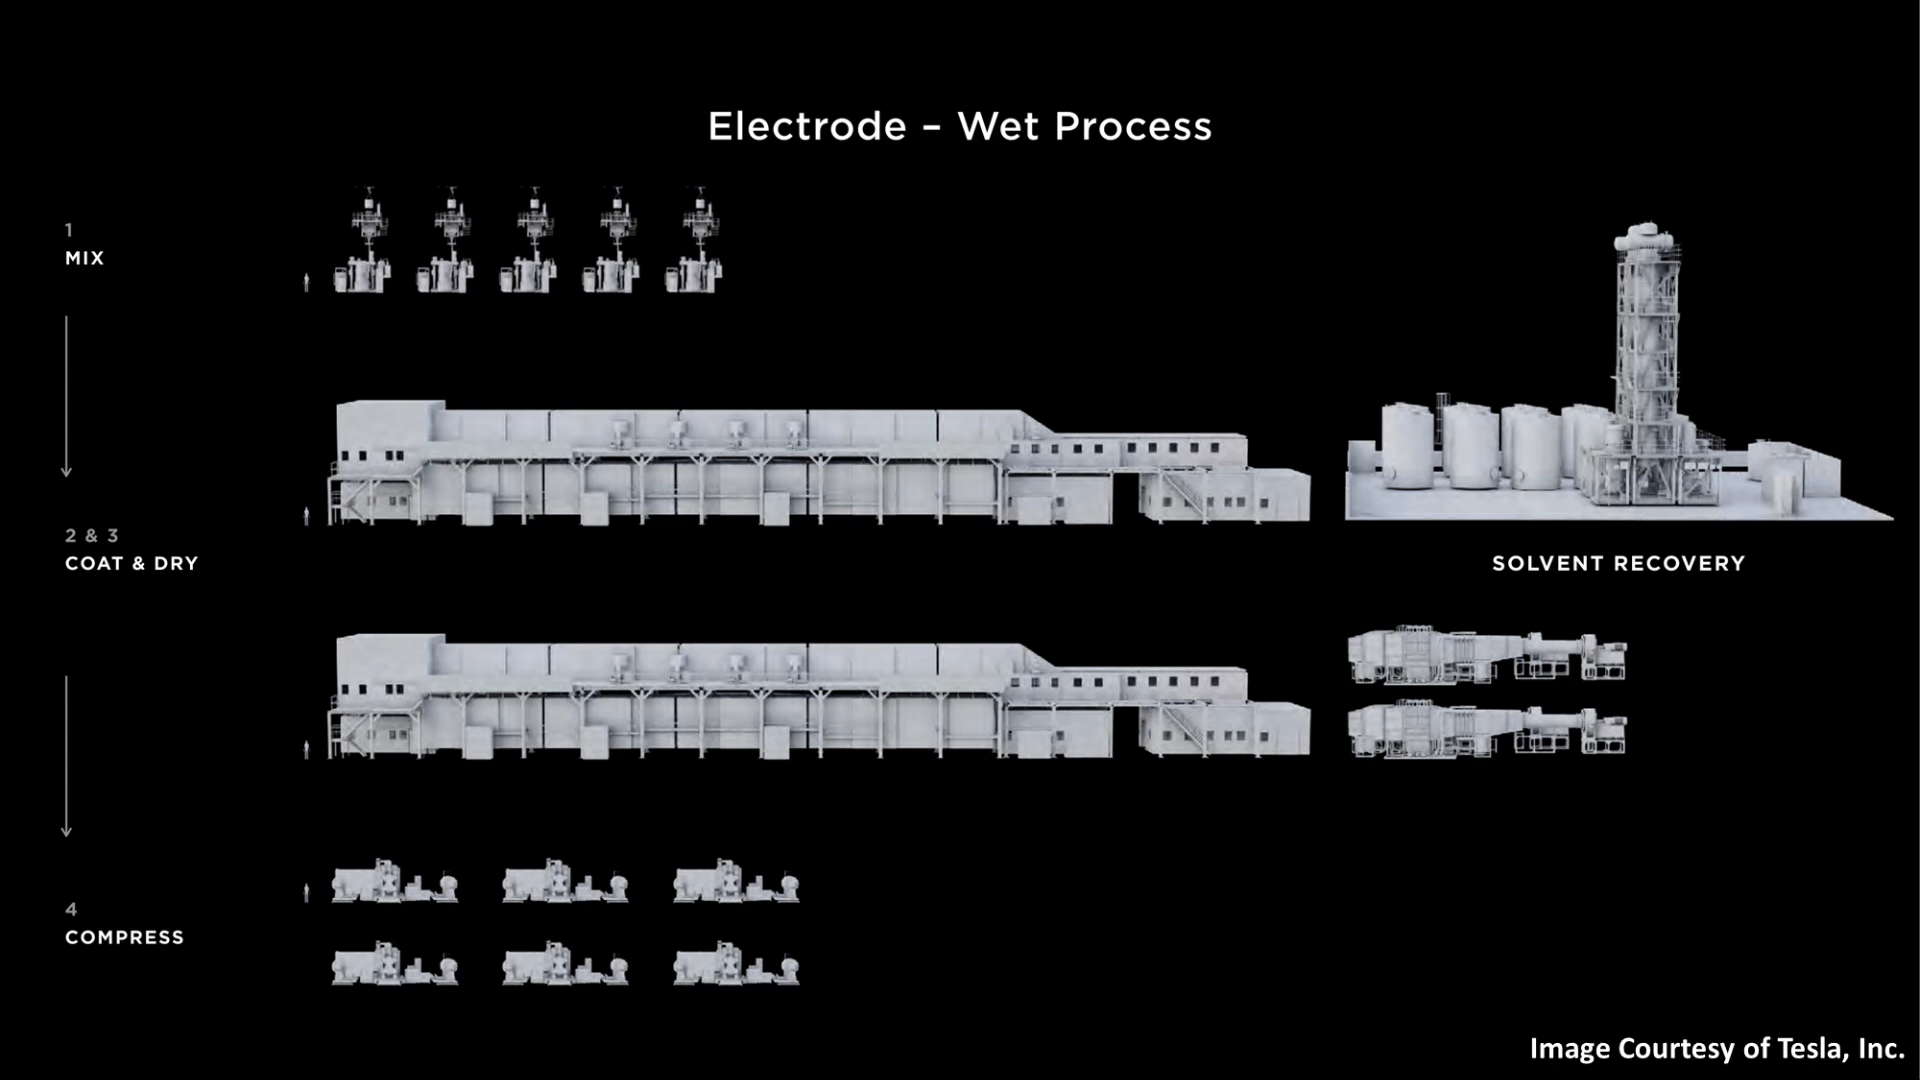 Electrode – Wet Process
1
MIX
2 & 3
COAT & DRY
SOLVENT RECOVERY
4
COMPRESS
Image Courtesy of Tesla, Inc.